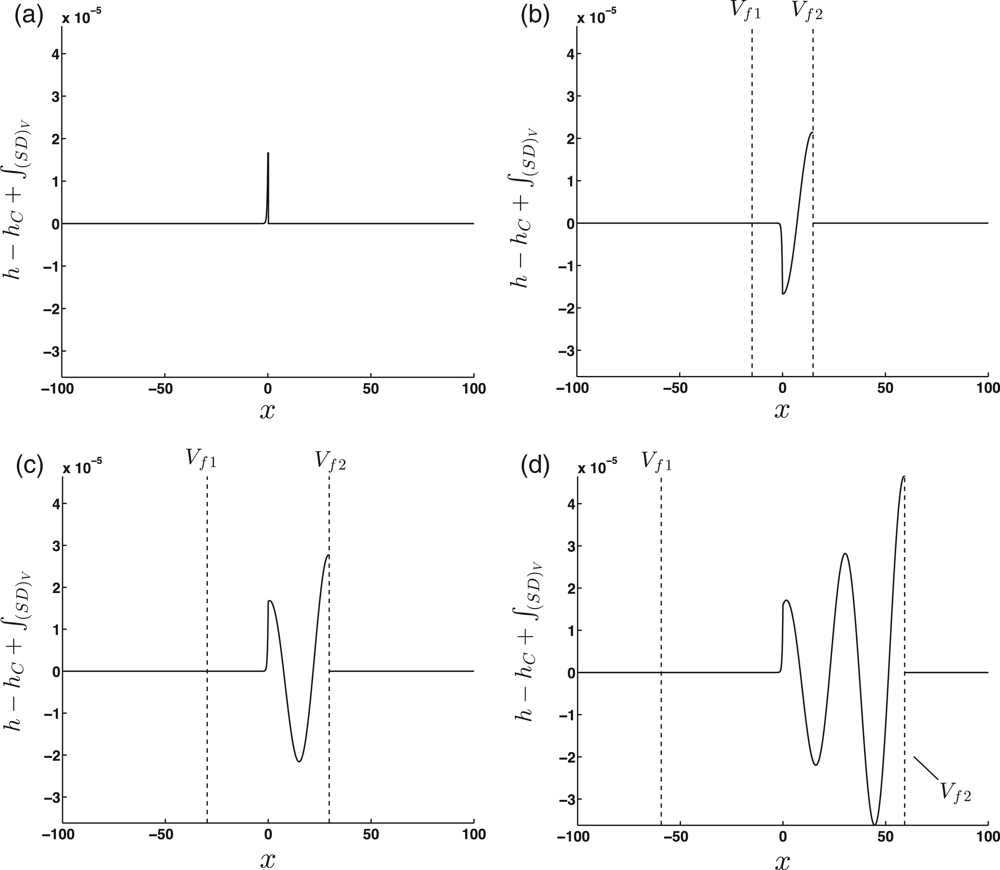 (a)
x 10⁻⁵
4
3
2
1
0
−1
−2
−3
−100 −50 0 50 100
x
h − h_C + ∫_(SD)_V
(b)
x 10⁻⁵
V_f1 V_f2
4
3
2
1
0
−1
−2
−3
−100 −50 0 50 100
x
h − h_C + ∫_(SD)_V
(c)
x 10⁻⁵
V_f1 V_f2
4
3
2
1
0
−1
−2
−3
−100 −50 0 50 100
x
h − h_C + ∫_(SD)_V
(d)
x 10⁻⁵
V_f1
4
3
2
1
0
−1
−2
−3
V_f2
−100 −50 0 50 100
x
h − h_C + ∫_(SD)_V